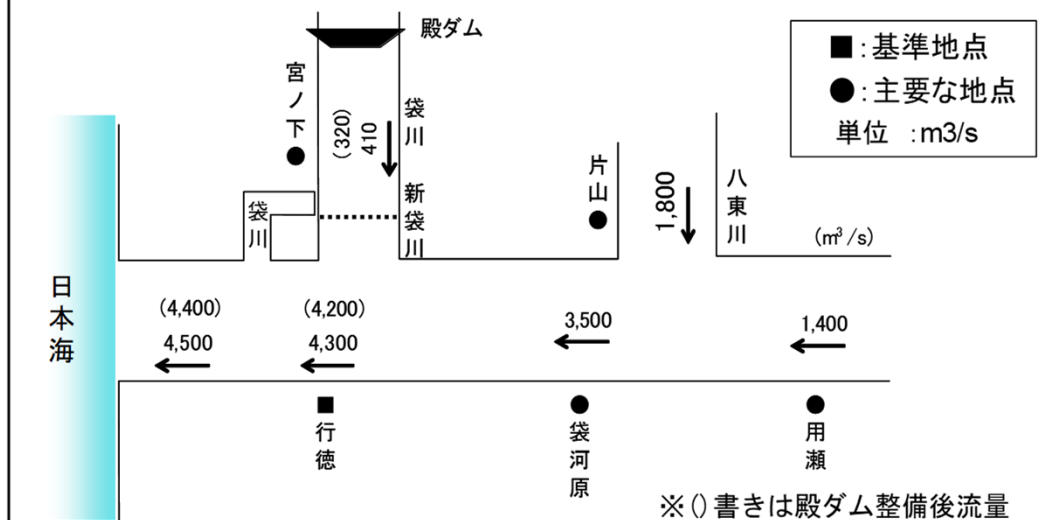 殿ダム
■：基準地点
●：主要な地点
単位　：m3/s
宮ノ下
(320)
410
袋川
新袋川
袋川
片山
1,800
八東川
(m³/s)
日本海
(4,400)
4,500
(4,200)
4,300
3,500
1,400
行徳
袋河原
用瀬
※()書きは殿ダム整備後流量